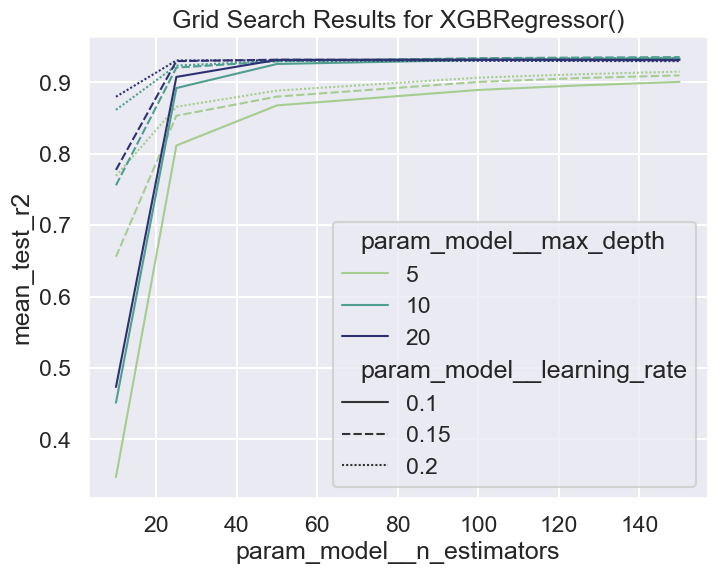 Grid Search Results for XGBRegressor()
mean_test_r2
0.9
0.8
0.7
0.6
0.5
0.4
param_model__max_depth
5
10
20
param_model__learning_rate
0.1
0.15
0.2
20 40 60 80 100 120 140
param_model__n_estimators